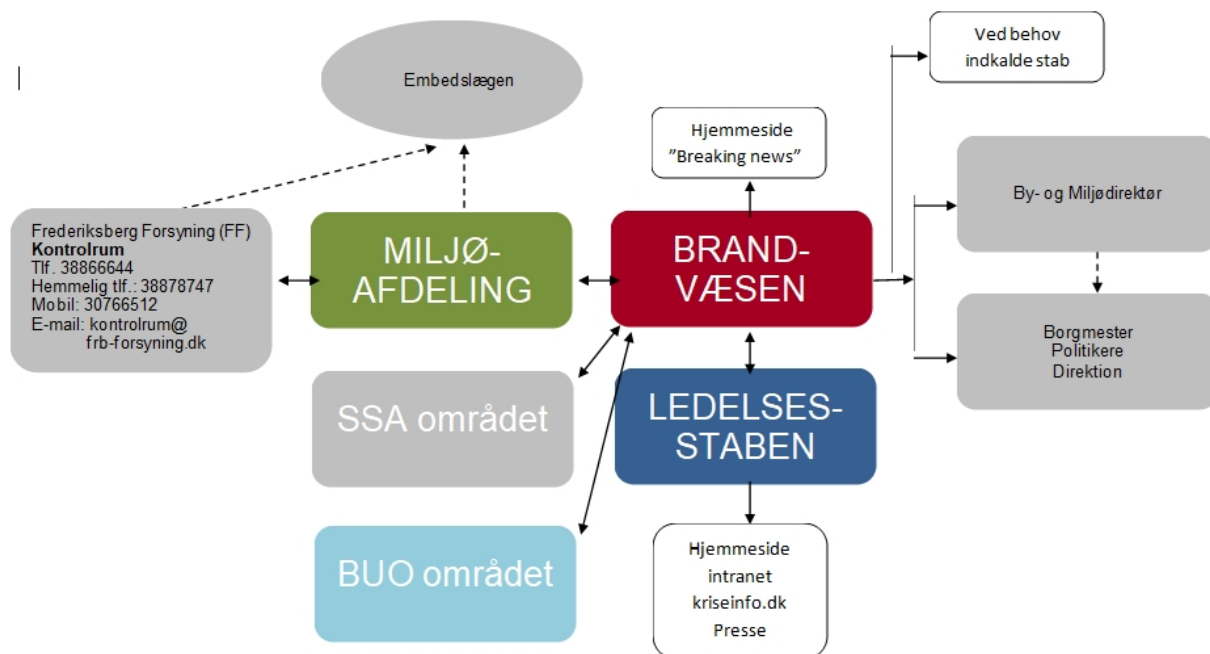 Ved behov
indkalde stab
Embedslægen
Hjemmeside
”Breaking news”
By- og Miljødirektør
Frederiksberg Forsyning (FF)
Kontrolrum
Tlf. 38866644
Hemmelig tlf.: 38878747
Mobil: 30766512
E-mail: kontrolrum@
frb-forsyning.dk
MILJØ-
AFDELING
BRAND-
VÆSEN
Borgmester
Politikere
Direktion
SSA området
LEDELSES-
STABEN
BUO området
Hjemmeside
intranet
kriseinfo.dk
Presse